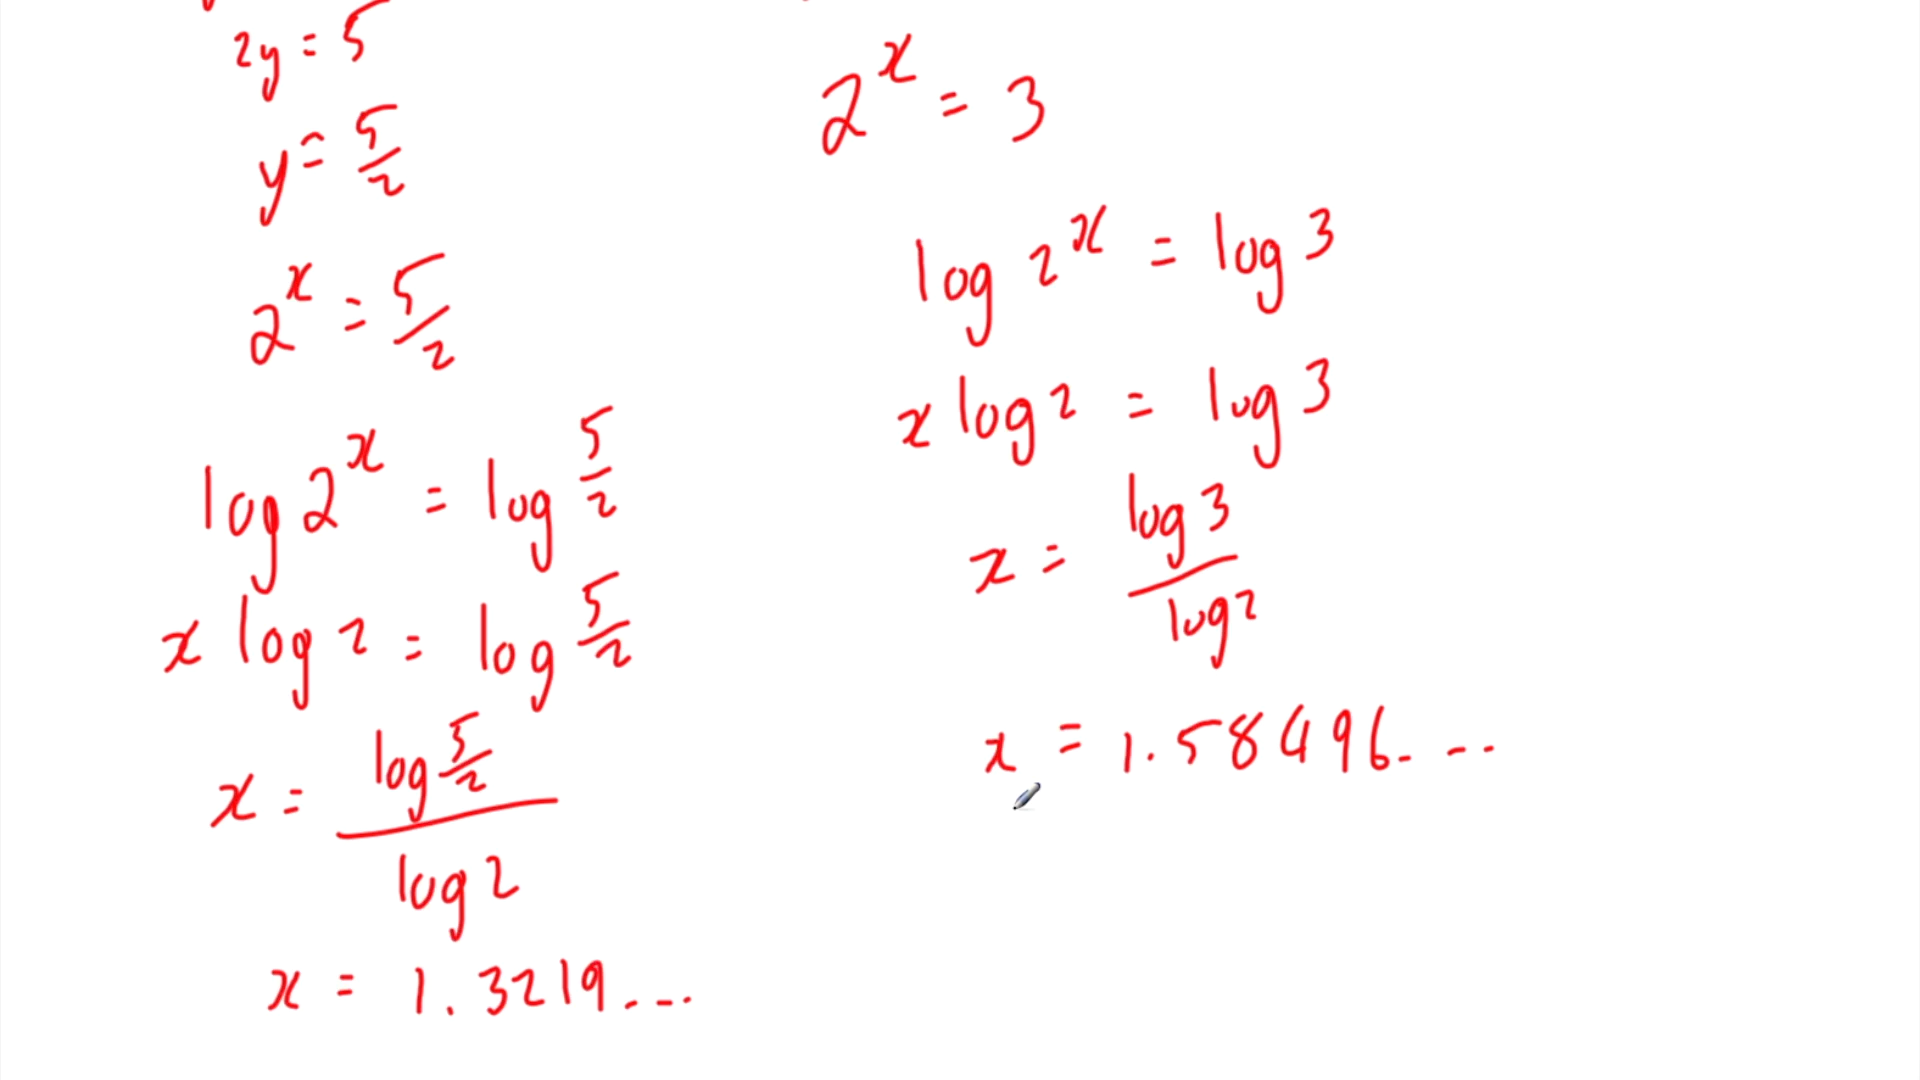 2y = 5
y = 5/2
2^x = 5/2
log 2^x = log 5/2
x log 2 = log 5/2
x = log 5/2 / log 2
x = 1.3219...
2^x = 3
log 2^x = log 3
x log 2 = log 3
x = log 3 / log 2
x = 1.58496...